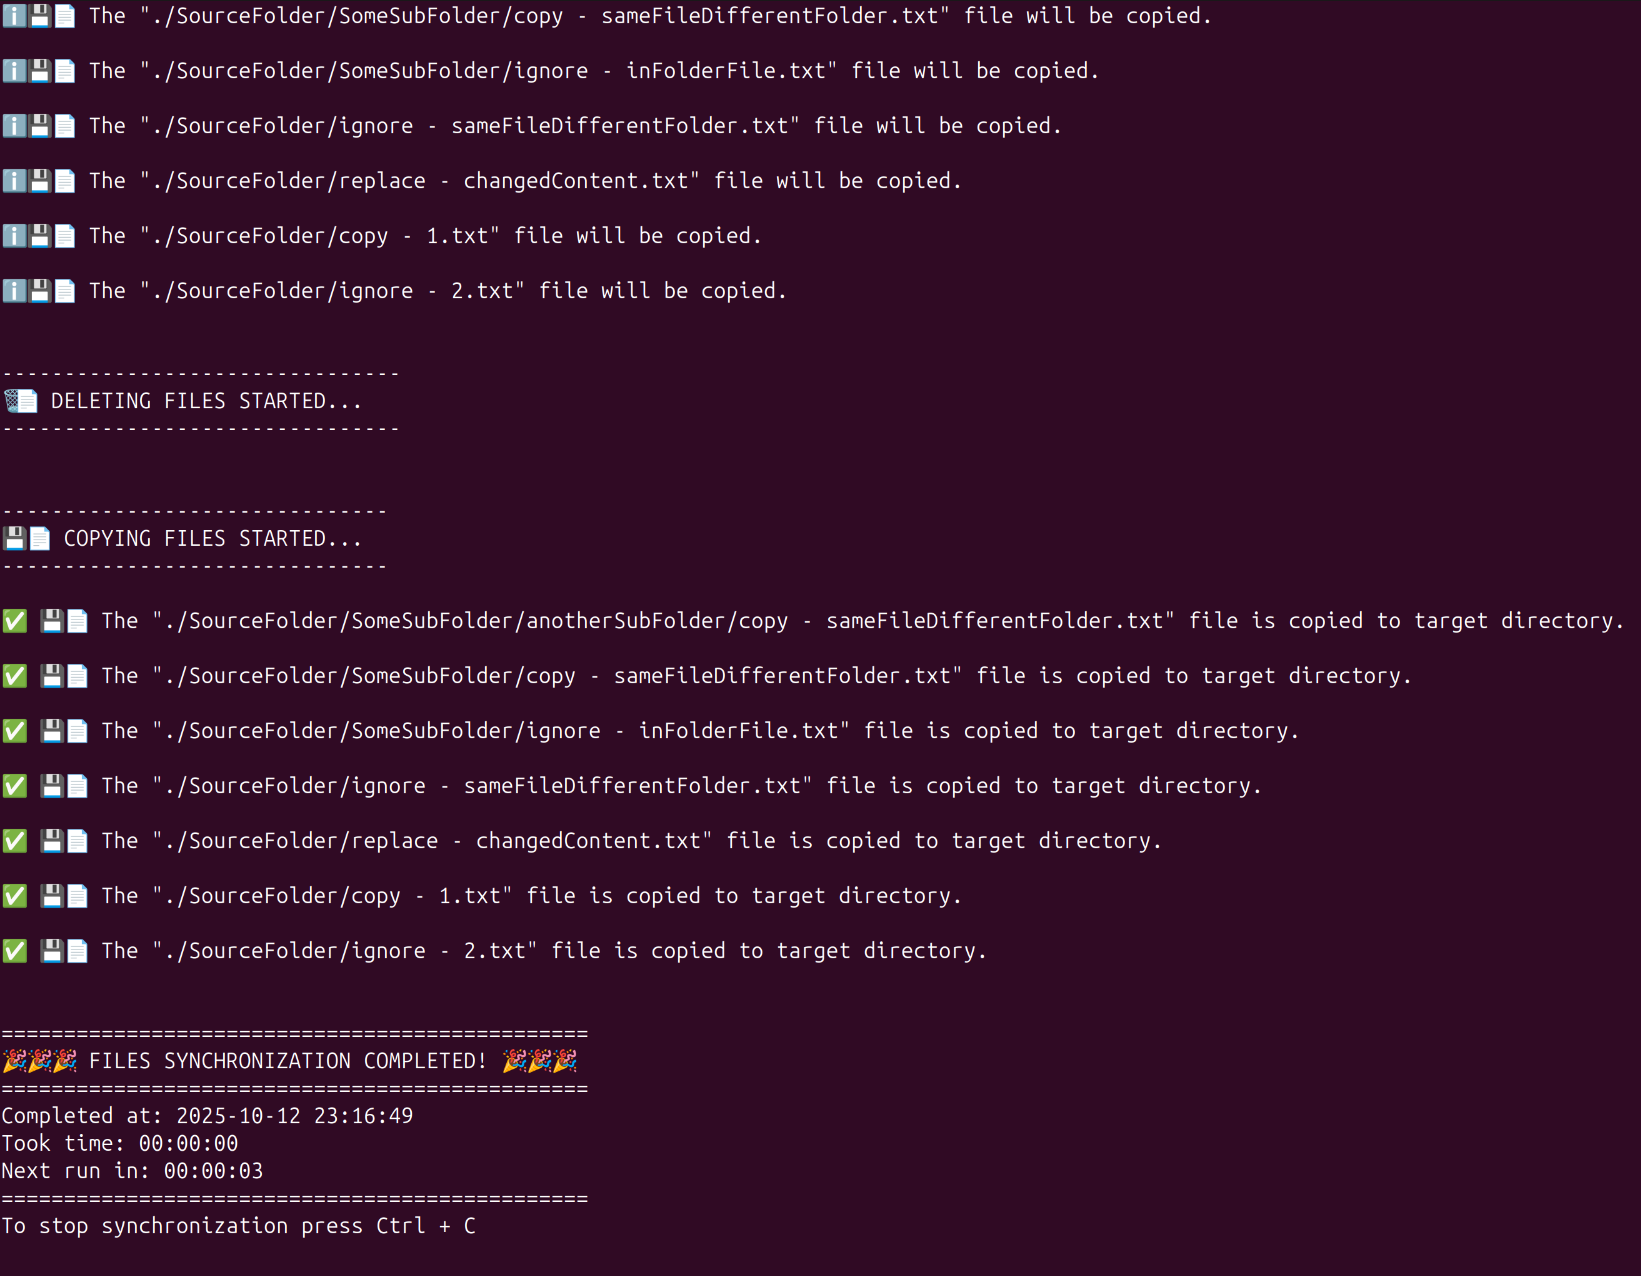 ℹ️💾📄 The "./SourceFolder/SomeSubFolder/copy - sameFileDifferentFolder.txt" file will be copied.
ℹ️💾📄 The "./SourceFolder/SomeSubFolder/ignore - inFolderFile.txt" file will be copied.
ℹ️💾📄 The "./SourceFolder/ignore - sameFileDifferentFolder.txt" file will be copied.
ℹ️💾📄 The "./SourceFolder/replace - changedContent.txt" file will be copied.
ℹ️💾📄 The "./SourceFolder/copy - 1.txt" file will be copied.
ℹ️💾📄 The "./SourceFolder/ignore - 2.txt" file will be copied.
--------------------------------
🗑️📄 DELETING FILES STARTED...
--------------------------------
-------------------------------
💾📄 COPYING FILES STARTED...
-------------------------------
✅ 💾📄 The "./SourceFolder/SomeSubFolder/anotherSubFolder/copy - sameFileDifferentFolder.txt" file is copied to target directory.
✅ 💾📄 The "./SourceFolder/SomeSubFolder/copy - sameFileDifferentFolder.txt" file is copied to target directory.
✅ 💾📄 The "./SourceFolder/SomeSubFolder/ignore - inFolderFile.txt" file is copied to target directory.
✅ 💾📄 The "./SourceFolder/ignore - sameFileDifferentFolder.txt" file is copied to target directory.
✅ 💾📄 The "./SourceFolder/replace - changedContent.txt" file is copied to target directory.
✅ 💾📄 The "./SourceFolder/copy - 1.txt" file is copied to target directory.
✅ 💾📄 The "./SourceFolder/ignore - 2.txt" file is copied to target directory.
===============================================
🎉🎉🎉 FILES SYNCHRONIZATION COMPLETED! 🎉🎉🎉
===============================================
Completed at: 2025-10-12 23:16:49
Took time: 00:00:00
Next run in: 00:00:03
===============================================
To stop synchronization press Ctrl + C